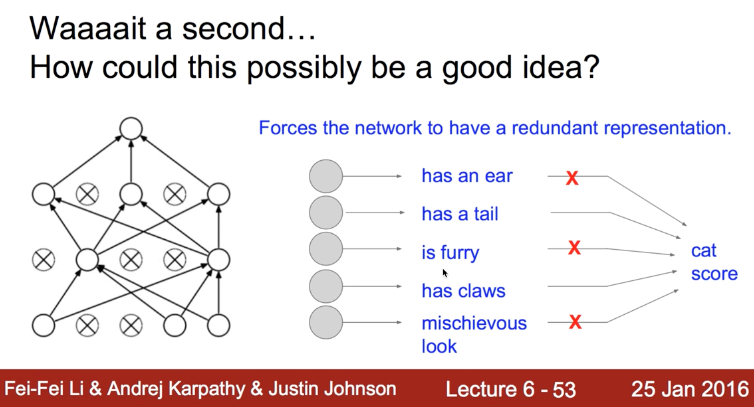 Waaaait a second...
How could this possibly be a good idea?
Forces the network to have a redundant representation.
has an ear
X
has a tail
is furry
X
has claws
mischievous
look
X
cat
score
Fei-Fei Li & Andrej Karpathy & Justin Johnson
Lecture 6 - 53
25 Jan 2016